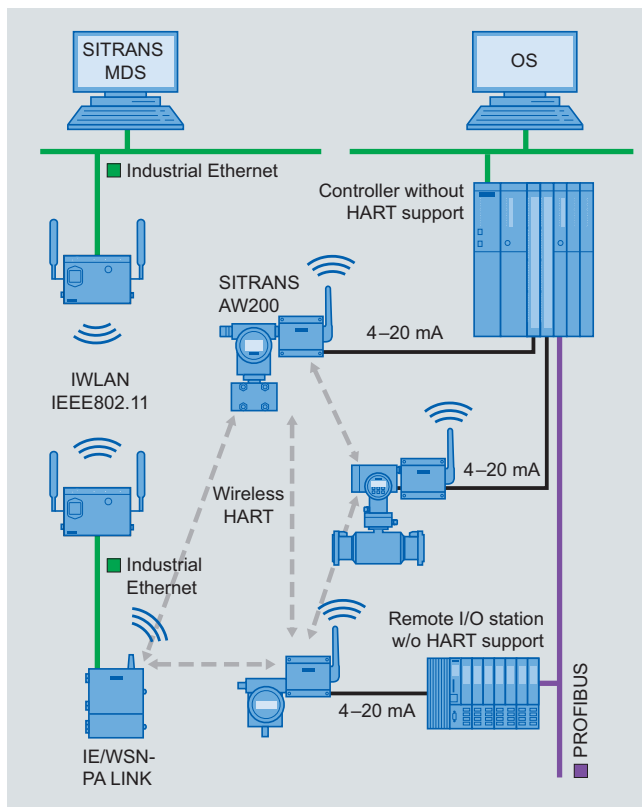 SITRANS
MDS
OS
Industrial Ethernet
Controller without
HART support
SITRANS
AW200
4–20 mA
IWLAN
IEEE802.11
4–20 mA
Wireless
HART
Industrial
Ethernet
Remote I/O station
w/o HART support
4–20 mA
IE/WSN-
PA LINK
PROFIBUS